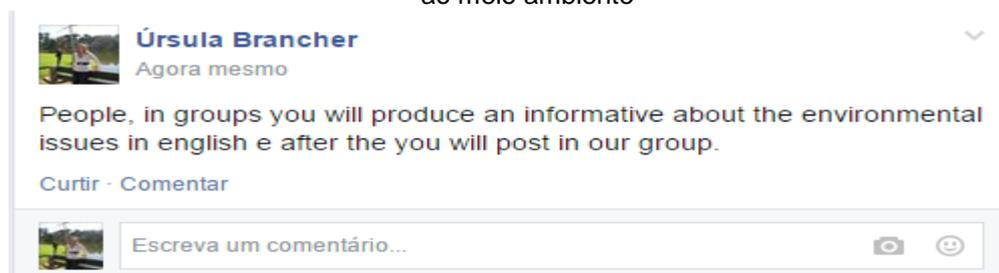 ao meio ambiente
Úrsula Brancher
Agora mesmo
People, in groups you will produce an informative about the environmental
issues in english e after the you will post in our group.
Curtir · Comentar
Escreva um comentário...